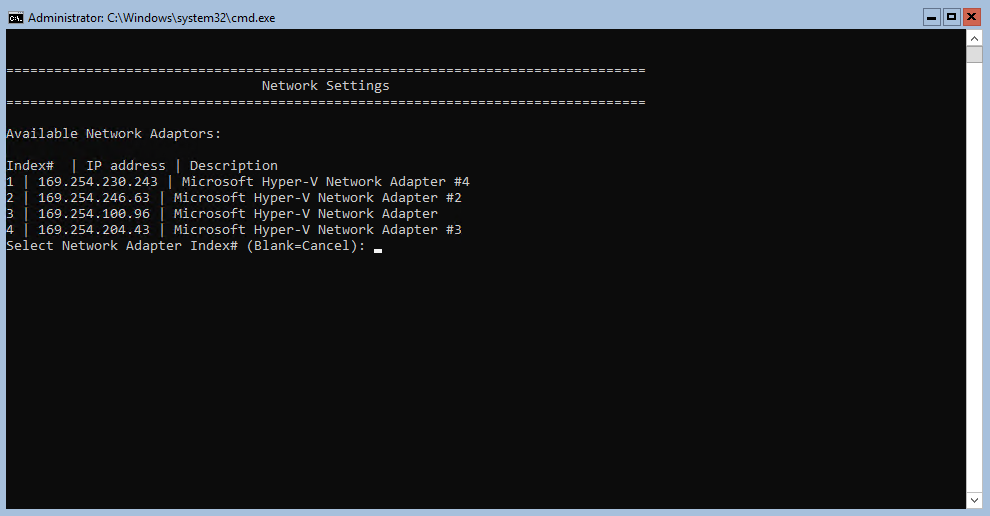 Administrator: C:\Windows\system32\cmd.exe
================================================================================
Network Settings
================================================================================
Available Network Adaptors:
Index#  | IP address | Description
1 | 169.254.230.243 | Microsoft Hyper-V Network Adapter #4
2 | 169.254.246.63 | Microsoft Hyper-V Network Adapter #2
3 | 169.254.100.96 | Microsoft Hyper-V Network Adapter
4 | 169.254.204.43 | Microsoft Hyper-V Network Adapter #3
Select Network Adapter Index# (Blank=Cancel):